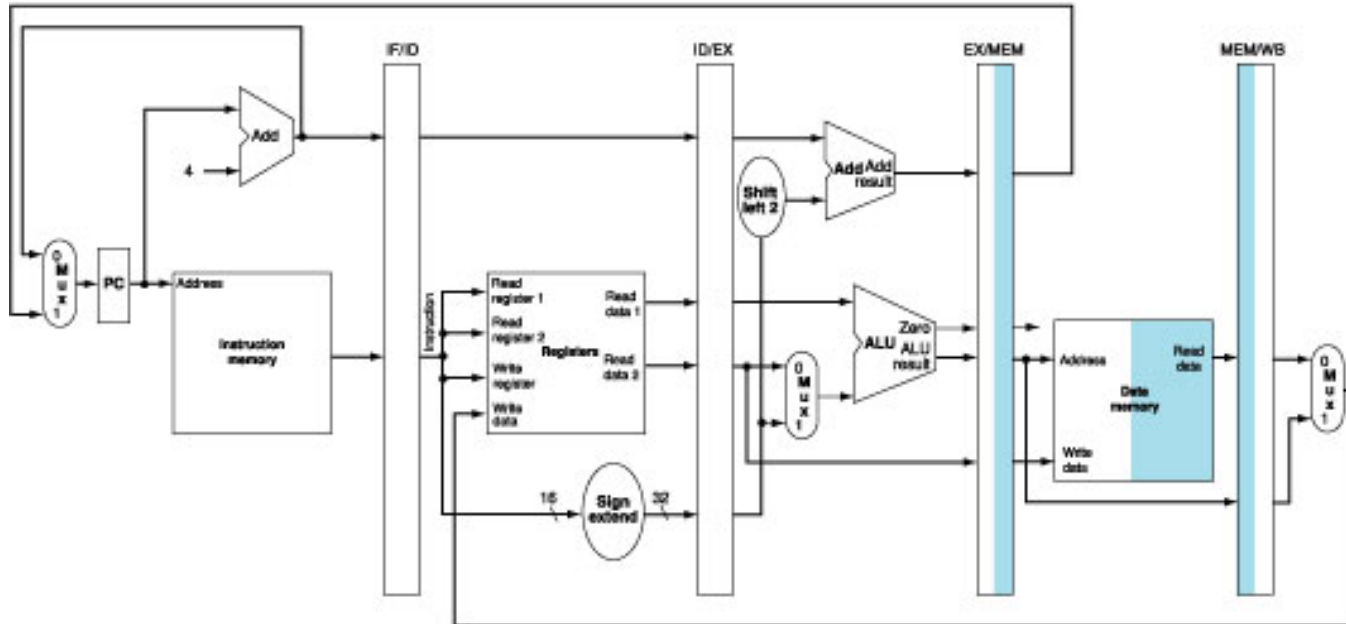 IF/ID
ID/EX
EX/MEM
MEM/WB
Add
4
Shift
left 2
Add
Add
result
0
M
u
x
1
PC
Address
Instruction
memory
Instruction
Read
register 1
Read
register 2
Write
register
Write
data
Registers
Read
data 1
Read
data 2
0
M
u
x
1
ALU
Zero
ALU
result
Address
Read
data
Data
memory
Write
data
0
M
u
x
1
16
Sign
extend
32